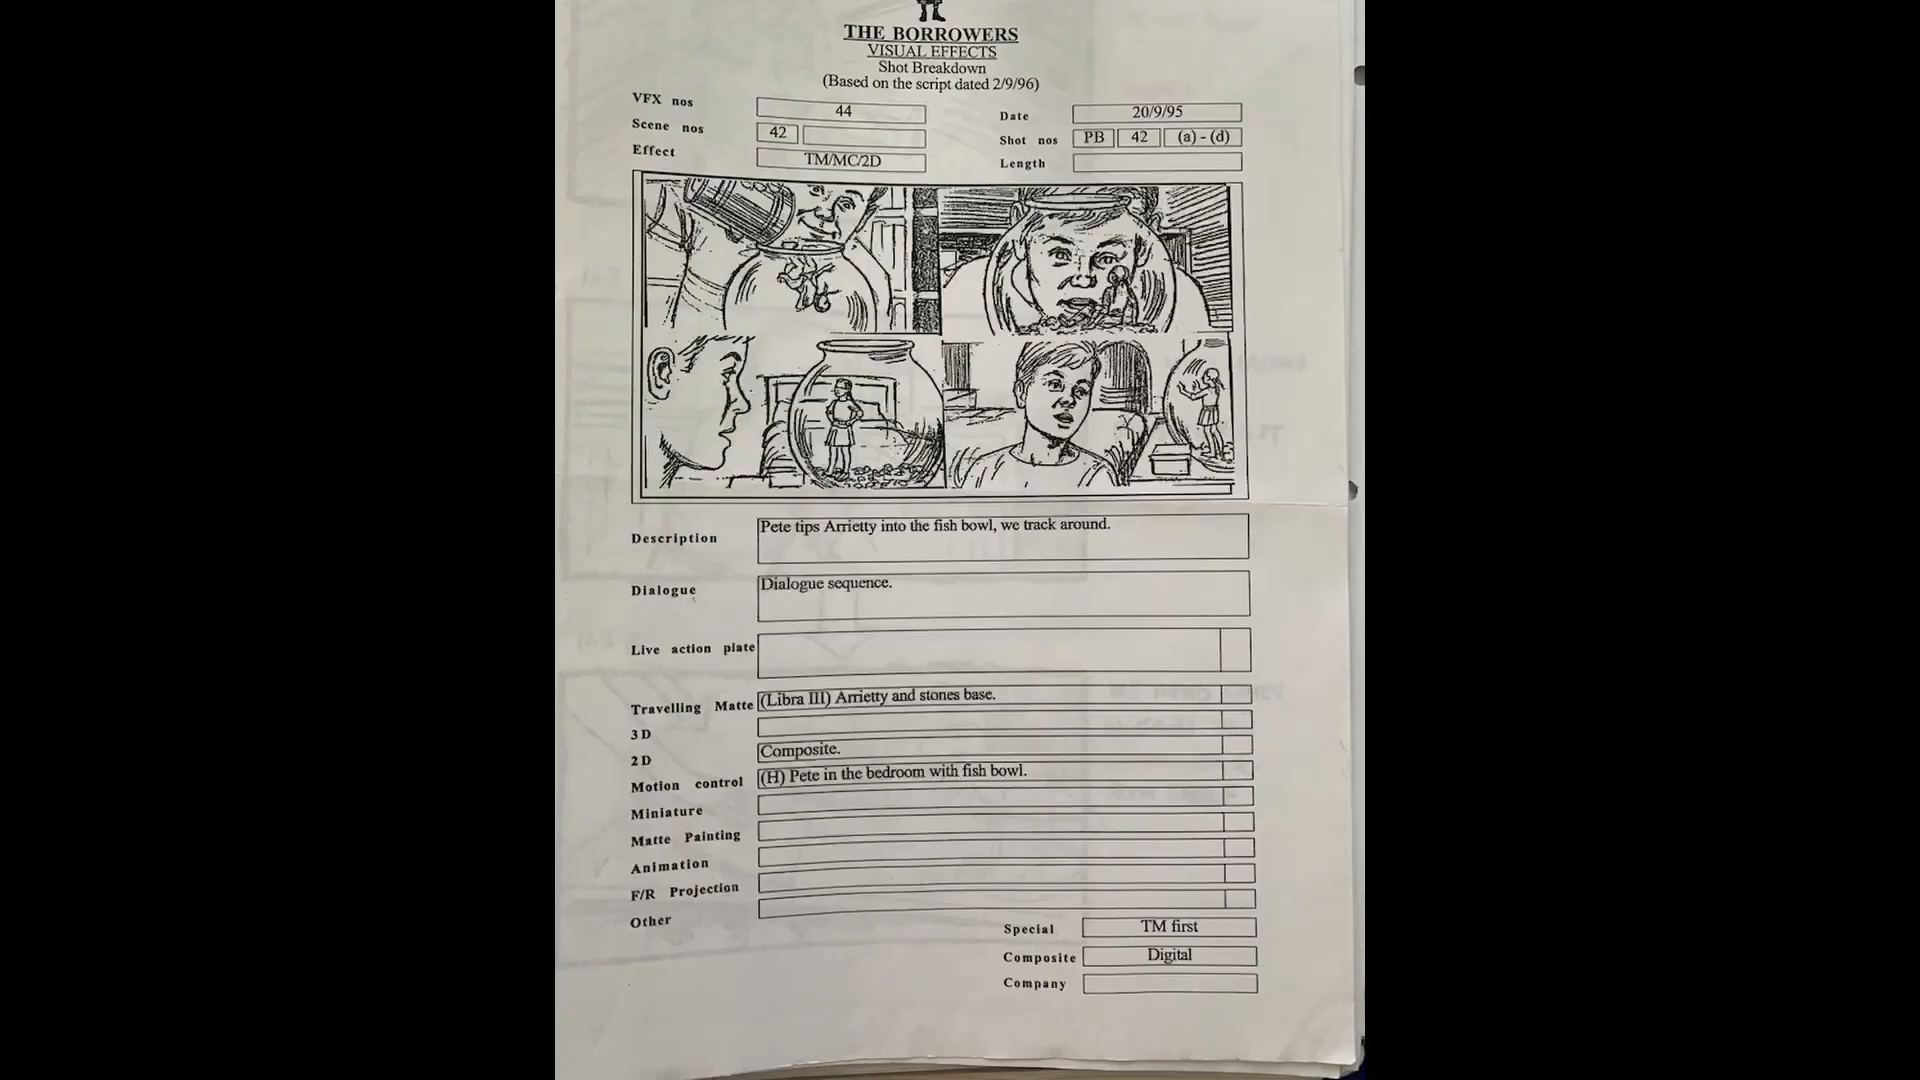 THE BORROWERS
VISUAL EFFECTS
Shot Breakdown
(Based on the script dated 2/9/96)
VFX nos 44
Date 20/9/95
Scene nos 42
Shot nos PB 42 (a) - (d)
Effect TM/MC/2D
Length
Description Pete tips Arrietty into the fish bowl, we track around.
Dialogue Dialogue sequence.
Live action plate
Travelling Matte (Libra III) Arrietty and stones base.
3D
2D Composite.
Motion control (H) Pete in the bedroom with fish bowl.
Miniature
Matte Painting
Animation
F/R Projection
Other
Special TM first
Composite Digital
Company